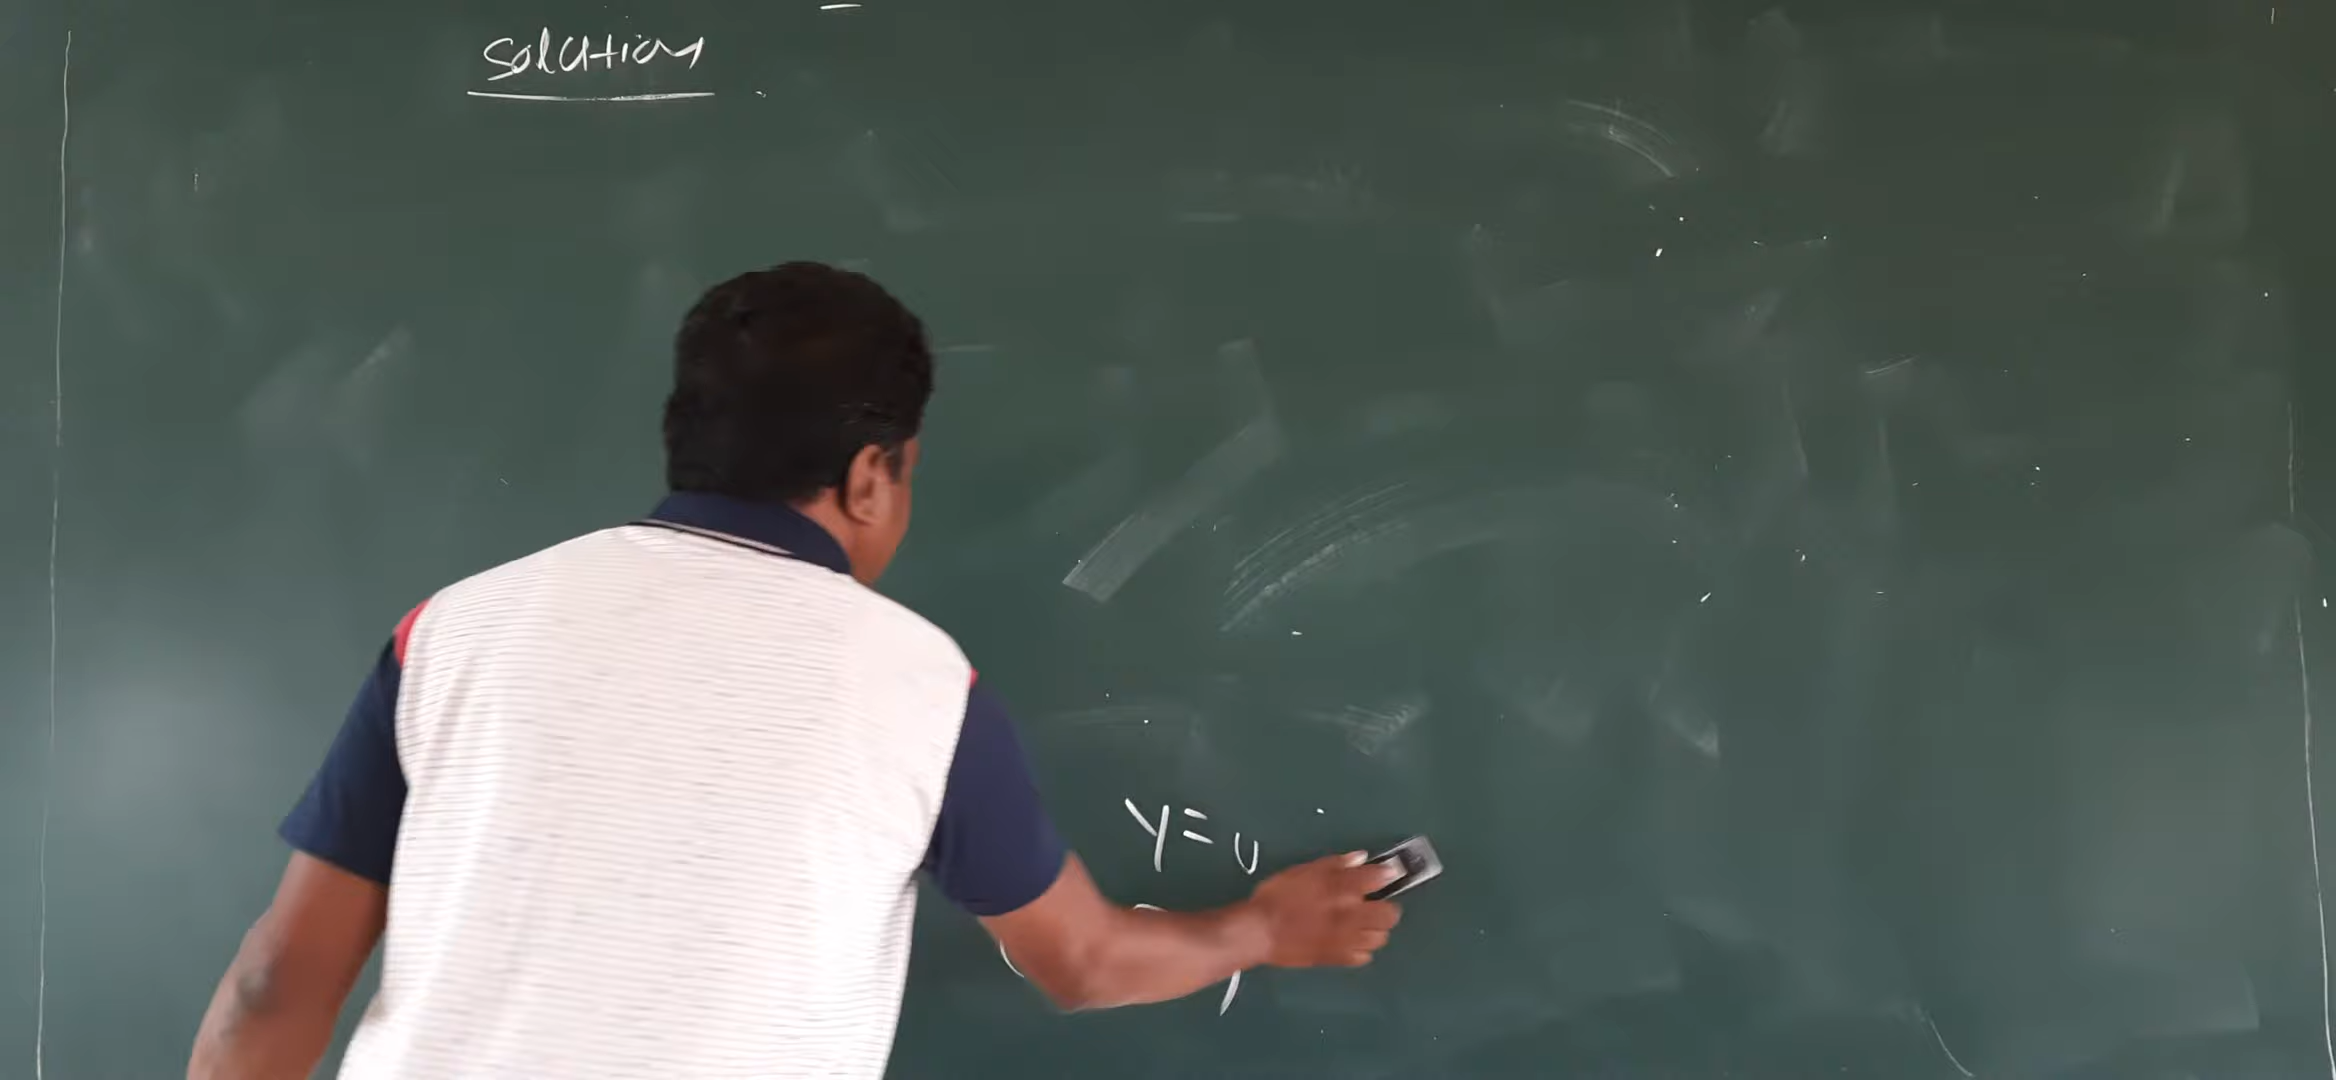 Solution
y = u